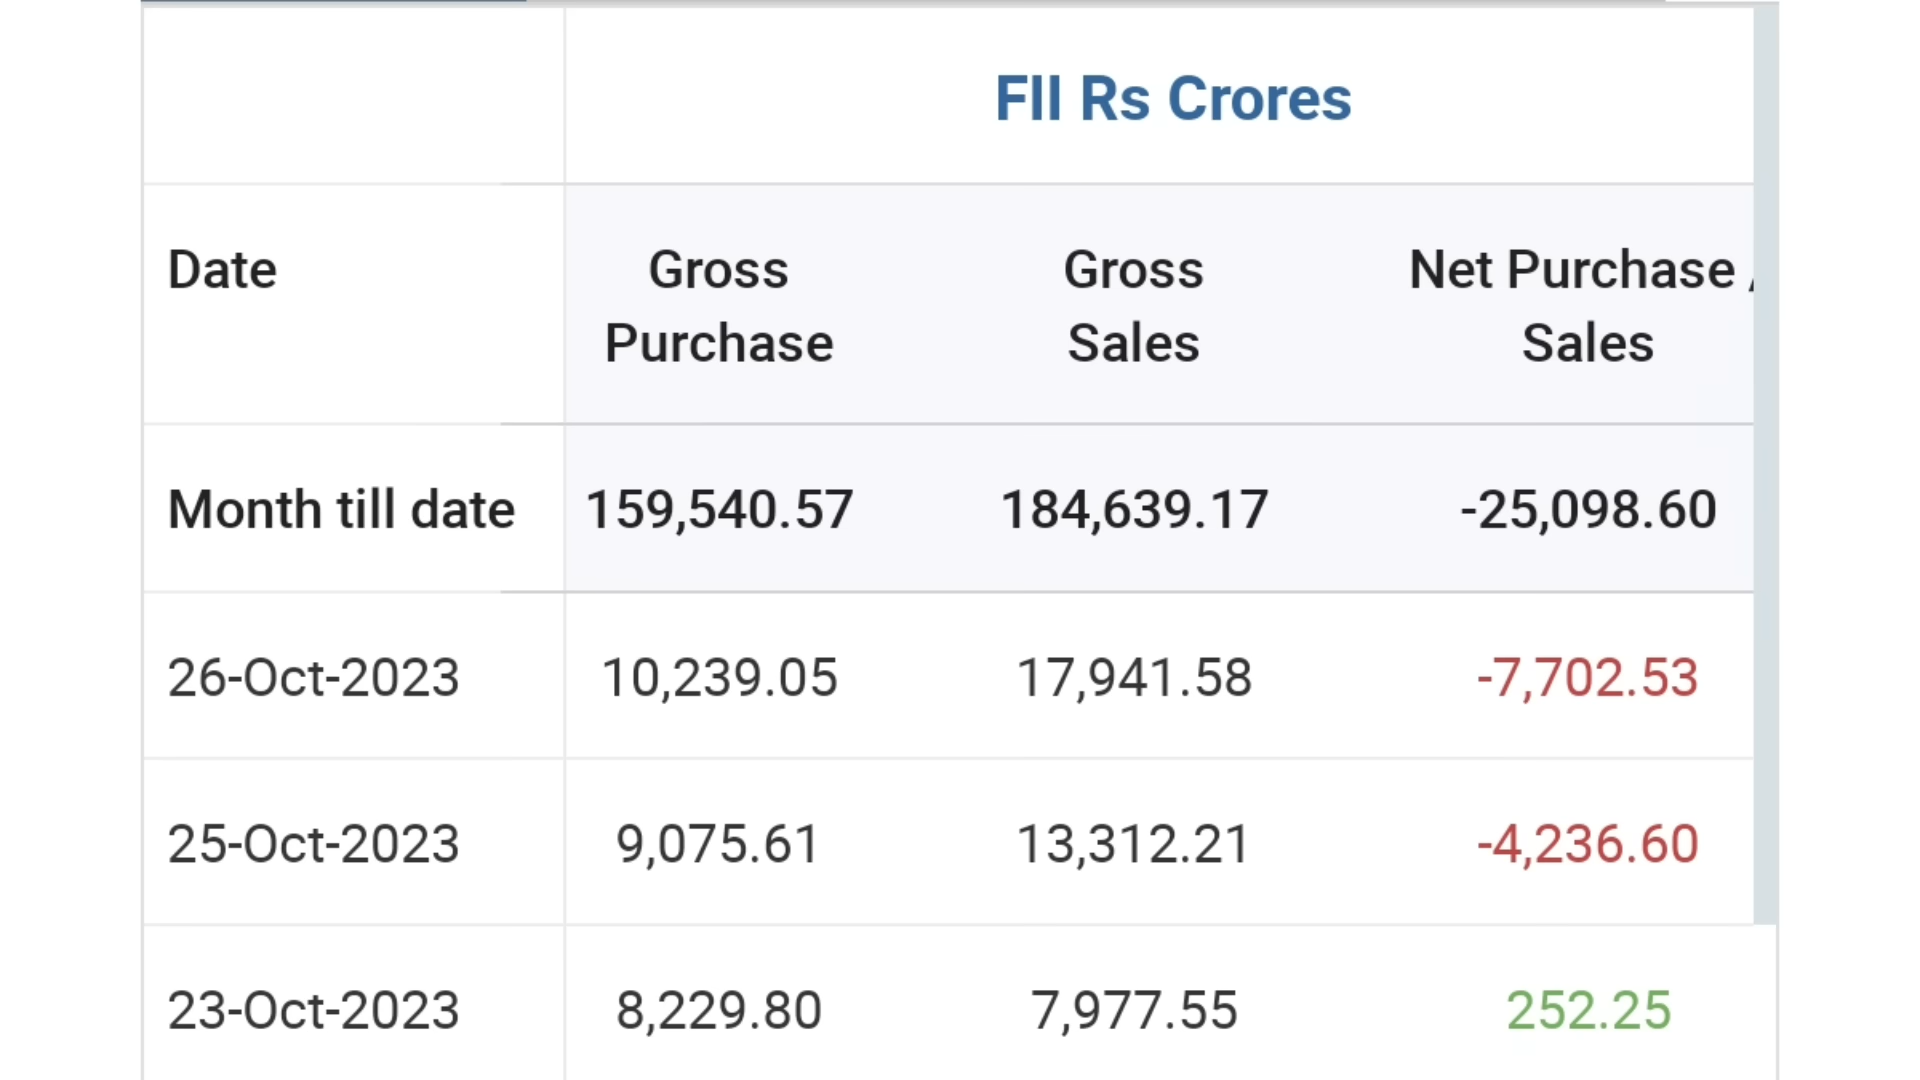 FII Rs Crores
Date Gross Purchase Gross Sales Net Purchase / Sales
Month till date 159,540.57 184,639.17 -25,098.60
26-Oct-2023 10,239.05 17,941.58 -7,702.53
25-Oct-2023 9,075.61 13,312.21 -4,236.60
23-Oct-2023 8,229.80 7,977.55 252.25